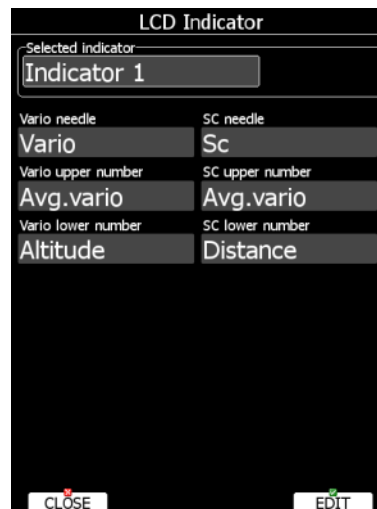 LCD Indicator
Selected indicator
Indicator 1
Vario needle SC needle
Vario Sc
Vario upper number SC upper number
Avg.vario Avg.vario
Vario lower number SC lower number
Altitude Distance
CLOSE EDIT